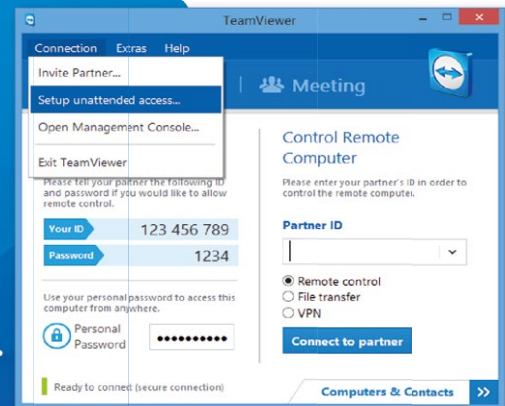 TeamViewer
Connection Extras Help
Invite Partner...
Setup unattended access...
Open Management Console...
Exit TeamViewer
Meeting
Please tell your partner the following ID
and password if you would like to allow
remote control.
Your ID 123 456 789
Password 1234
Use your personal password to access this
computer from anywhere.
Personal
Password
Ready to connect (secure connection)
Control Remote
Computer
Please enter your partner's ID in order to
control the remote computer.
Partner ID
Remote control
File transfer
VPN
Connect to partner
Computers & Contacts